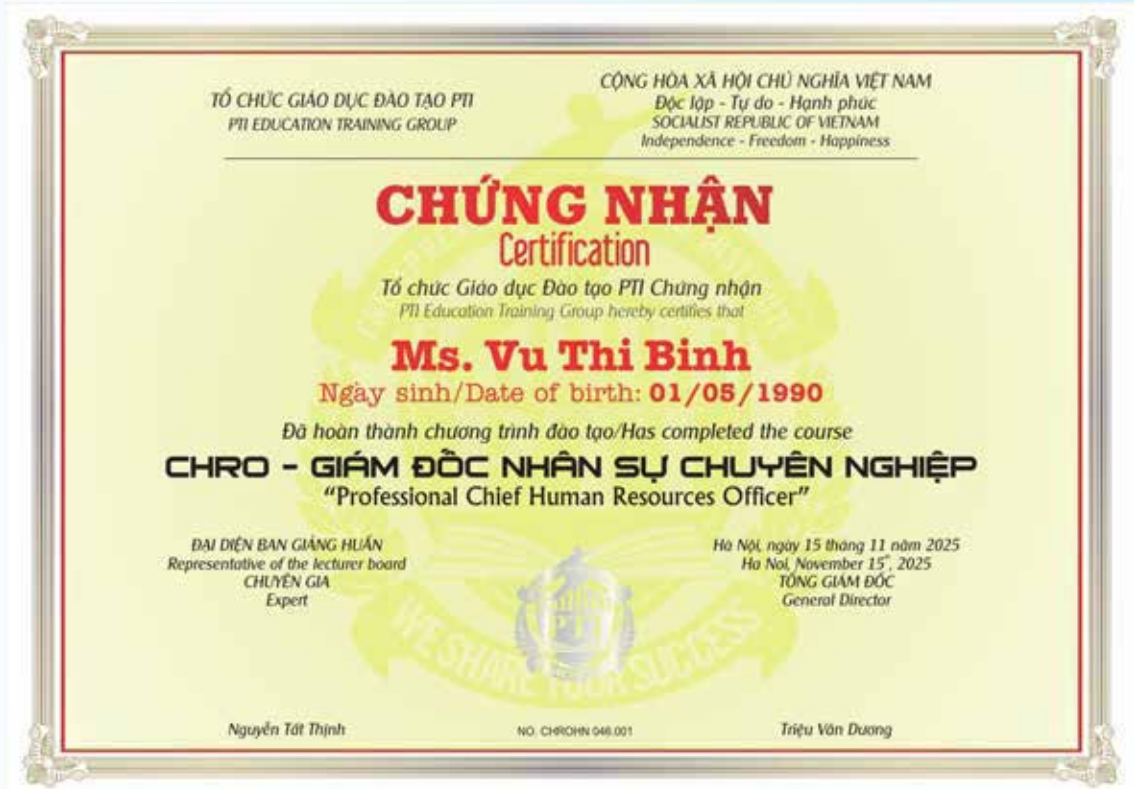 TỔ CHỨC GIÁO DỤC ĐÀO TẠO PTI
PTI EDUCATION TRAINING GROUP
CỘNG HÒA XÃ HỘI CHỦ NGHĨA VIỆT NAM
Độc lập - Tự do - Hạnh phúc
SOCIALIST REPUBLIC OF VIETNAM
Independence - Freedom - Happiness
CHỨNG NHẬN
Certification
Tổ chức Giáo dục Đào tạo PTI Chứng nhận
PTI Education Training Group hereby certifies that
Ms. Vu Thi Binh
Ngày sinh/Date of birth: 01/05/1990
Đã hoàn thành chương trình đào tạo/Has completed the course
CHRO - GIÁM ĐỐC NHÂN SỰ CHUYÊN NGHIỆP
“Professional Chief Human Resources Officer”
ĐẠI DIỆN BAN GIẢNG HUẤN
Representative of the lecturer board
CHUYÊN GIA
Expert
Hà Nội, ngày 15 tháng 11 năm 2025
Ha Noi, November 15, 2025
TỔNG GIÁM ĐỐC
General Director
PTI
WE SHARE YOUR SUCCESS
Nguyễn Tất Thịnh
NO. CHROHN 046.001
Triệu Văn Dương